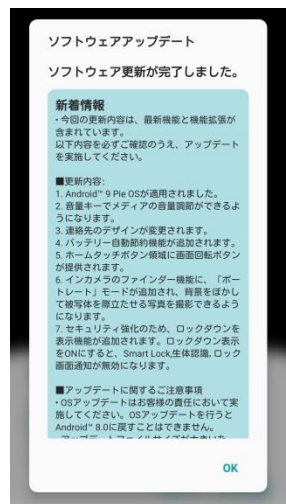 ソフトウェアアップデート
ソフトウェア更新が完了しました。
新着情報
・今回の更新内容は、最新機能と機能拡張が
含まれています。
以下内容を必ずご確認のうえ、アップデート
を実施してください。
■更新内容:
1. Android™ 9 Pie OSが適用されました。
2. 音量キーでメディアの音量調節ができるよ
うになります。
3. 連絡先のデザインが変更されます。
4. バッテリー自動節約機能が追加されます。
5. ホームタッチボタン領域に画面回転ボタン
が提供されます。
6. インカメラのファインダー機能に、「ポー
トレート」モードが追加され、背景をぼかし
て被写体を際立たせる写真を撮影できるよう
になります。
7. セキュリティ強化のため、ロックダウンを
表示機能が追加されます。ロックダウン表示
をONにすると、Smart Lock,生体認識, ロック
画面通知が無効になります。
■アップデートに関するご注意事項
・OSアップデートはお客様の責任において実
施してください。OSアップデートを行うと
Android™ 8.0に戻すことはできません。
OK